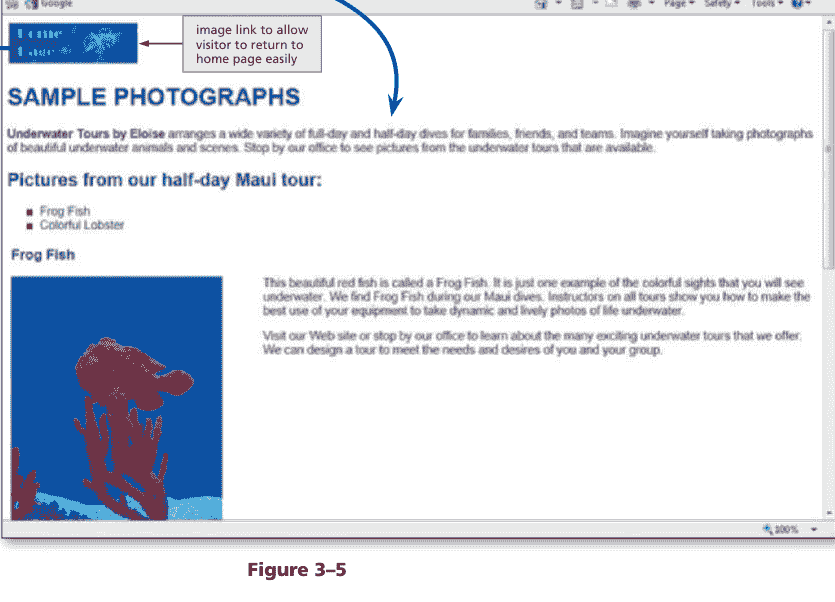 Google
Page
Safety
Tools
Home
image link to allow
visitor to return to
home page easily
SAMPLE PHOTOGRAPHS
Underwater Tours by Eloise arranges a wide variety of full-day and half-day dives for families, friends, and teams. Imagine yourself taking photographs
of beautiful underwater animals and scenes. Stop by our office to see pictures from the underwater tours that are available.
Pictures from our half-day Maui tour:
Frog Fish
Colorful Lobster
Frog Fish
This beautiful red fish is called a Frog Fish. It is just one example of the colorful sights that you will see
underwater. We find Frog Fish during our Maui dives. Instructors on all tours show you how to make the
best use of your equipment to take dynamic and lively photos of life underwater.
Visit our Web site or stop by our office to learn about the many exciting underwater tours that we offer.
We can design a tour to meet the needs and desires of you and your group.
100%
Figure 3–5